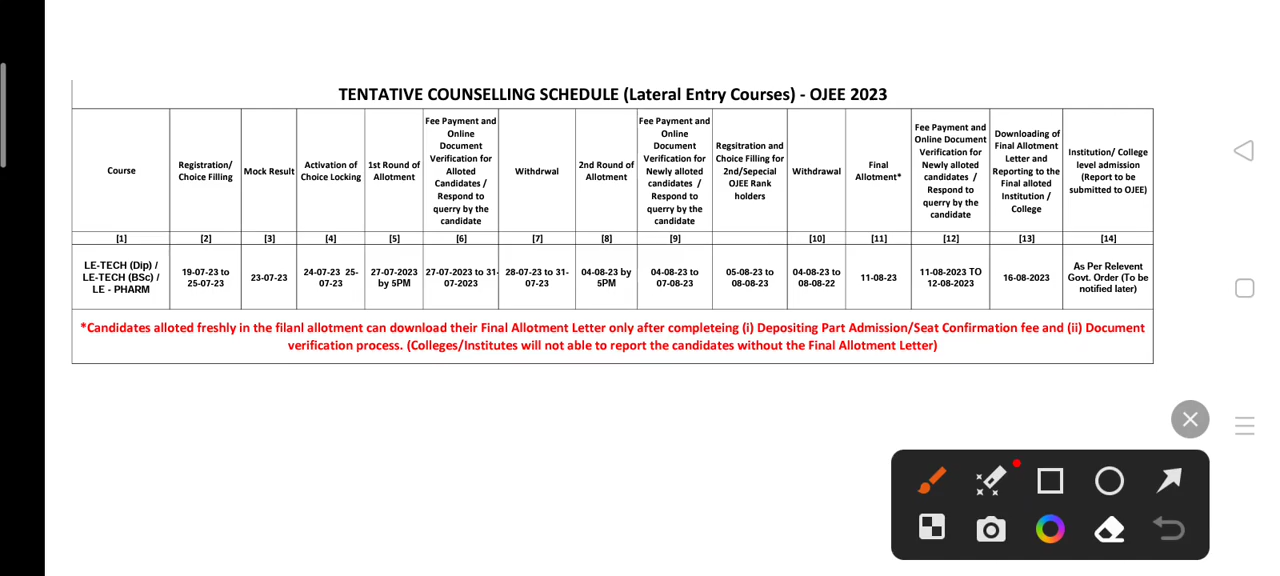 TENTATIVE COUNSELLING SCHEDULE (Lateral Entry Courses) - OJEE 2023
Course
Registration/
Choice Filling
Mock Result
Activation of
Choice Locking
1st Round of
Allotment
Fee Payment and
Online
Document
Verification for
Alloted
Candidates /
Respond to
querry by the
candidate
Withdrwal
2nd Round of
Allotment
Fee Payment and
Online
Document
Verification for
Newly alloted
candidates /
Respond to
querry by the
candidate
Regsitration and
Choice Filling for
2nd/Sepecial
OJEE Rank
holders
Withdrawal
Final
Allotment*
Fee Payment and
Online Document
Verification for
Newly alloted
candidates /
Respond to
querry by the
candidate
Downloading of
Final Allotment
Letter and
Reporting to the
Final alloted
Institution /
College
Institution/ College
level admission
(Report to be
submitted to OJEE)
[1] [2] [3] [4] [5] [6] [7] [8] [9] [10] [11] [12] [13] [14]
LE-TECH (Dip) /
LE-TECH (BSc) /
LE - PHARM
19-07-23 to
25-07-23
23-07-23
24-07-23 25-
07-23
27-07-2023
by 5PM
27-07-2023 to 31-
07-2023
28-07-23 to 31-
07-23
04-08-23 by
5PM
04-08-23 to
07-08-23
05-08-23 to
08-08-23
04-08-23 to
08-08-22
11-08-23
11-08-2023 TO
12-08-2023
16-08-2023
As Per Relevent
Govt. Order (To be
notified later)
*Candidates alloted freshly in the filanl allotment can download their Final Allotment Letter only after completeing (i) Depositing Part Admission/Seat Confirmation fee and (ii) Document
verification process. (Colleges/Institutes will not able to report the candidates without the Final Allotment Letter)